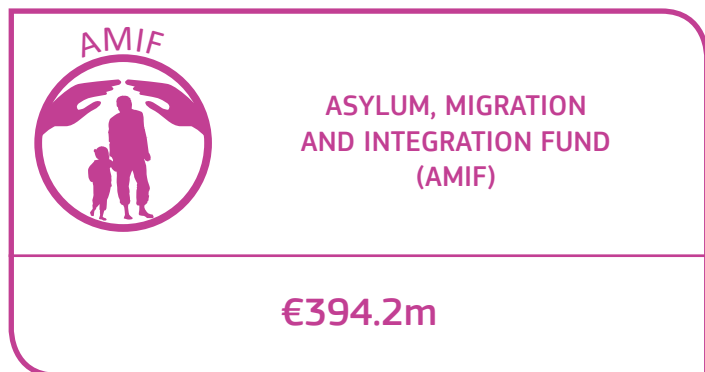 AMIF
ASYLUM, MIGRATION
AND INTEGRATION FUND
(AMIF)
€394.2m